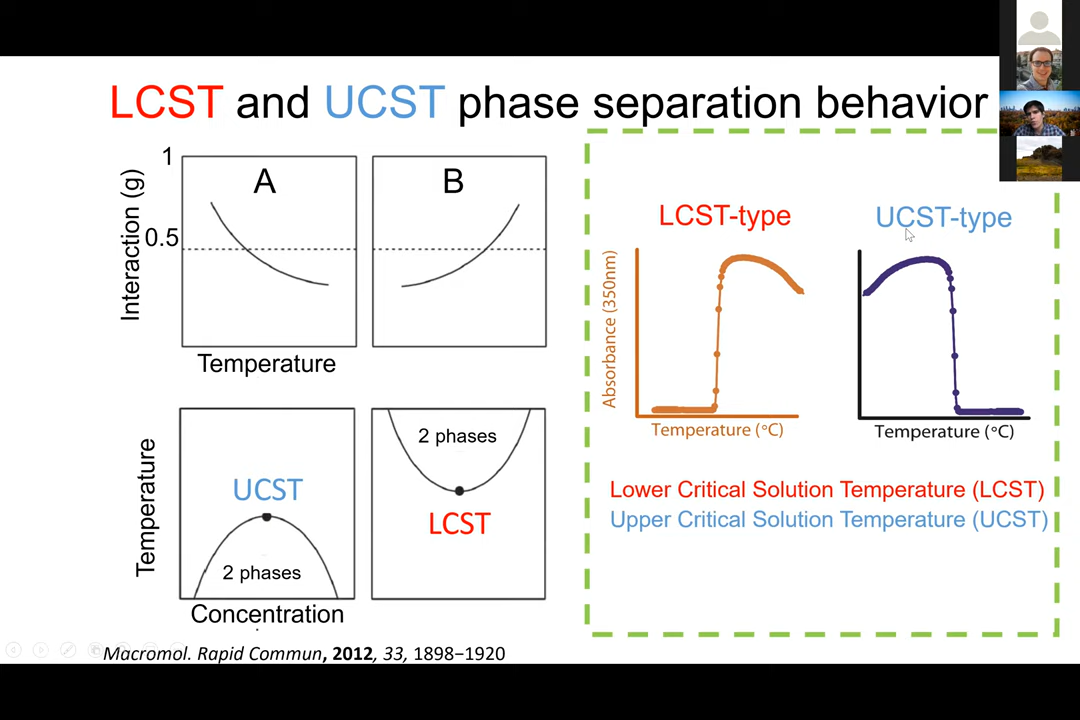 LCST and UCST phase separation behavior
1
A
B
Interaction (g)
0.5
Temperature
Temperature
UCST
2 phases
2 phases
LCST
Concentration
Macromol. Rapid Commun, 2012, 33, 1898−1920
LCST-type
UCST-type
Absorbance (350nm)
Temperature (°C)
Temperature (°C)
Lower Critical Solution Temperature (LCST)
Upper Critical Solution Temperature (UCST)